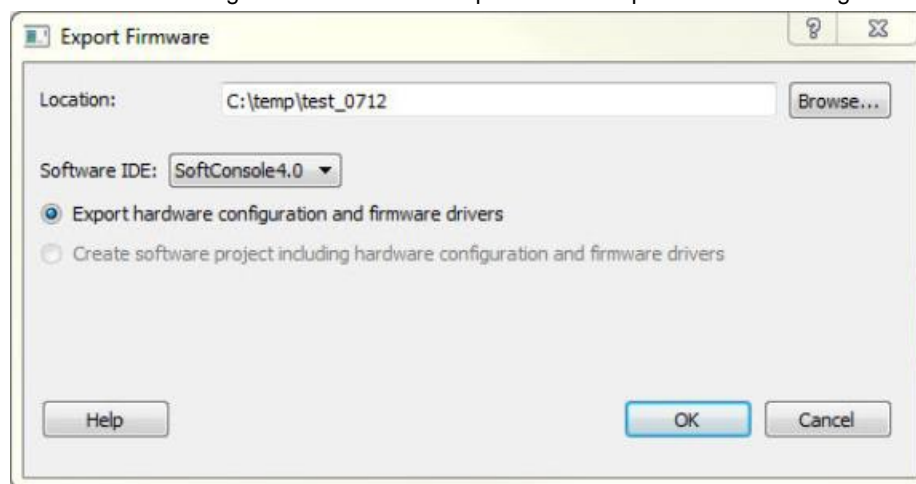 Export Firmware
Location: C:\temp\test_0712 Browse...
Software IDE: SoftConsole4.0
Export hardware configuration and firmware drivers
Create software project including hardware configuration and firmware drivers
Help OK Cancel